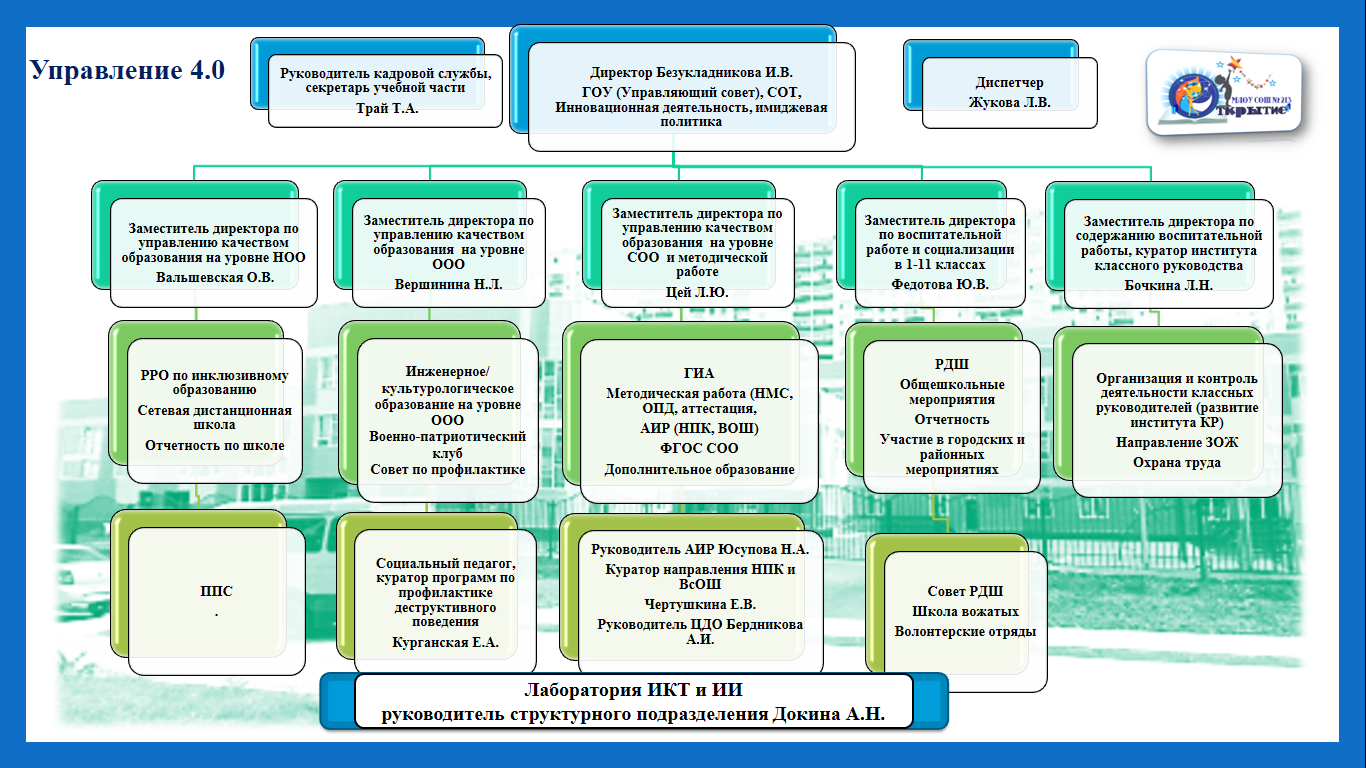 Управление 4.0
Руководитель кадровой службы,
секретарь учебной части
Трай Т.А.
Директор Безукладникова И.В.
ГОУ (Управляющий совет), СОТ,
Инновационная деятельность, имиджевая
политика
Диспетчер
Жукова Л.В.
МАОУ СОШ № 213
Открытие
Заместитель директора по
управлению качеством
образования на уровне НОО
Вальшевская О.В.
Заместитель директора по
управлению качеством
образования на уровне
ООО
Вершинина Н.Л.
Заместитель директора по
управлению качеством
образования на уровне
СОО и методической
работе
Цей Л.Ю.
Заместитель директора
по воспитательной
работе и социализации
в 1-11 классах
Федотова Ю.В.
Заместитель директора по
содержанию воспитательной
работы, куратор института
классного руководства
Бочкина Л.Н.
РРО по инклюзивному
образованию
Сетевая дистанционная
школа
Отчетность по школе
Инженерное/
культурологическое
образование на уровне
ООО
Военно-патриотический
клуб
Совет по профилактике
ГИА
Методическая работа (НМС,
ОПД, аттестация,
АИР (НПК, ВОШ)
ФГОС СОО
Дополнительное образование
РДШ
Общешкольные
мероприятия
Отчетность
Участие в городских и
районных
мероприятиях
Организация и контроль
деятельности классных
руководителей (развитие
института КР)
Направление ЗОЖ
Охрана труда
ППС
.
Социальный педагог,
куратор программ по
профилактике
деструктивного
поведения
Курганская Е.А.
Руководитель АИР Юсупова Н.А.
Куратор направления НПК и
ВсОШ
Чертушкина Е.В.
Руководитель ЦДО Бердникова
А.И.
Совет РДШ
Школа вожатых
Волонтерские отряды
Лаборатория ИКТ и ИИ
руководитель структурного подразделения Докина А.Н.